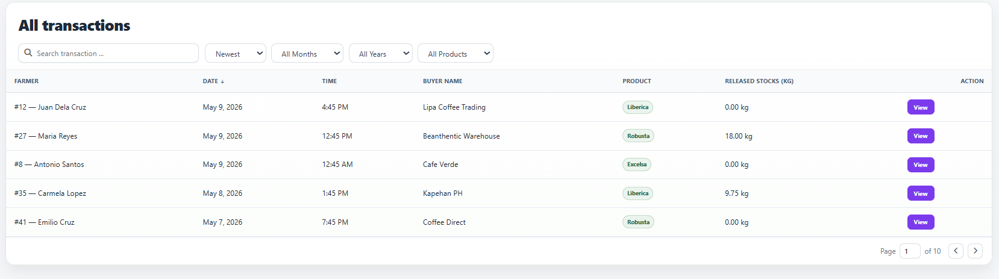 All transactions
Search transaction ...
Newest
All Months
All Years
All Products
FARMER DATE ↓ TIME BUYER NAME PRODUCT RELEASED STOCKS (KG) ACTION
#12 — Juan Dela Cruz May 9, 2026 4:45 PM Lipa Coffee Trading Liberica 0.00 kg View
#27 — Maria Reyes May 9, 2026 12:45 PM Beanthentic Warehouse Robusta 18.00 kg View
#8 — Antonio Santos May 9, 2026 12:45 AM Cafe Verde Excelsa 0.00 kg View
#35 — Carmela Lopez May 8, 2026 1:45 PM Kapehan PH Liberica 9.75 kg View
#41 — Emilio Cruz May 7, 2026 7:45 PM Coffee Direct Robusta 0.00 kg View
Page 1 of 10